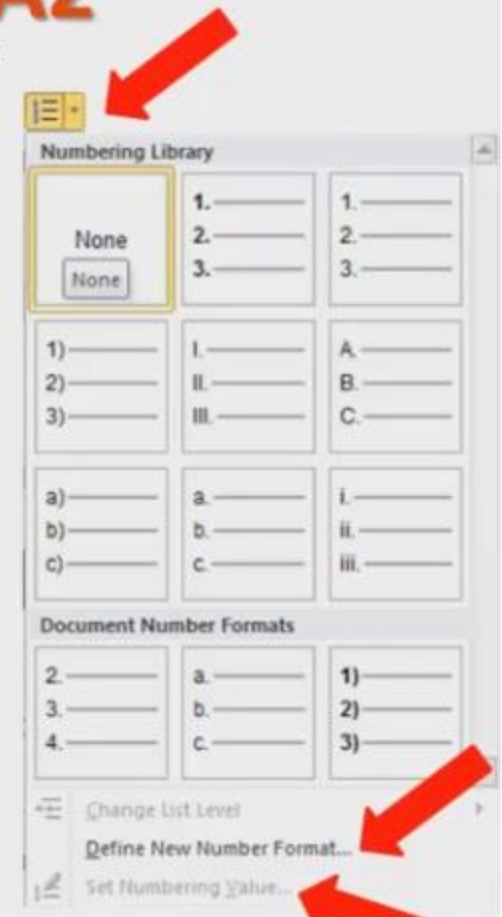 A2
Numbering Library
None
None
1.
2.
3.
1.
2.
3.
1)
2)
3)
I.
II.
III.
A.
B.
C.
a)
b)
c)
a.
b.
c.
i.
ii.
iii.
Document Number Formats
2.
3.
4.
a.
b.
c.
1)
2)
3)
Change List Level
Define New Number Format...
Set Numbering Value...